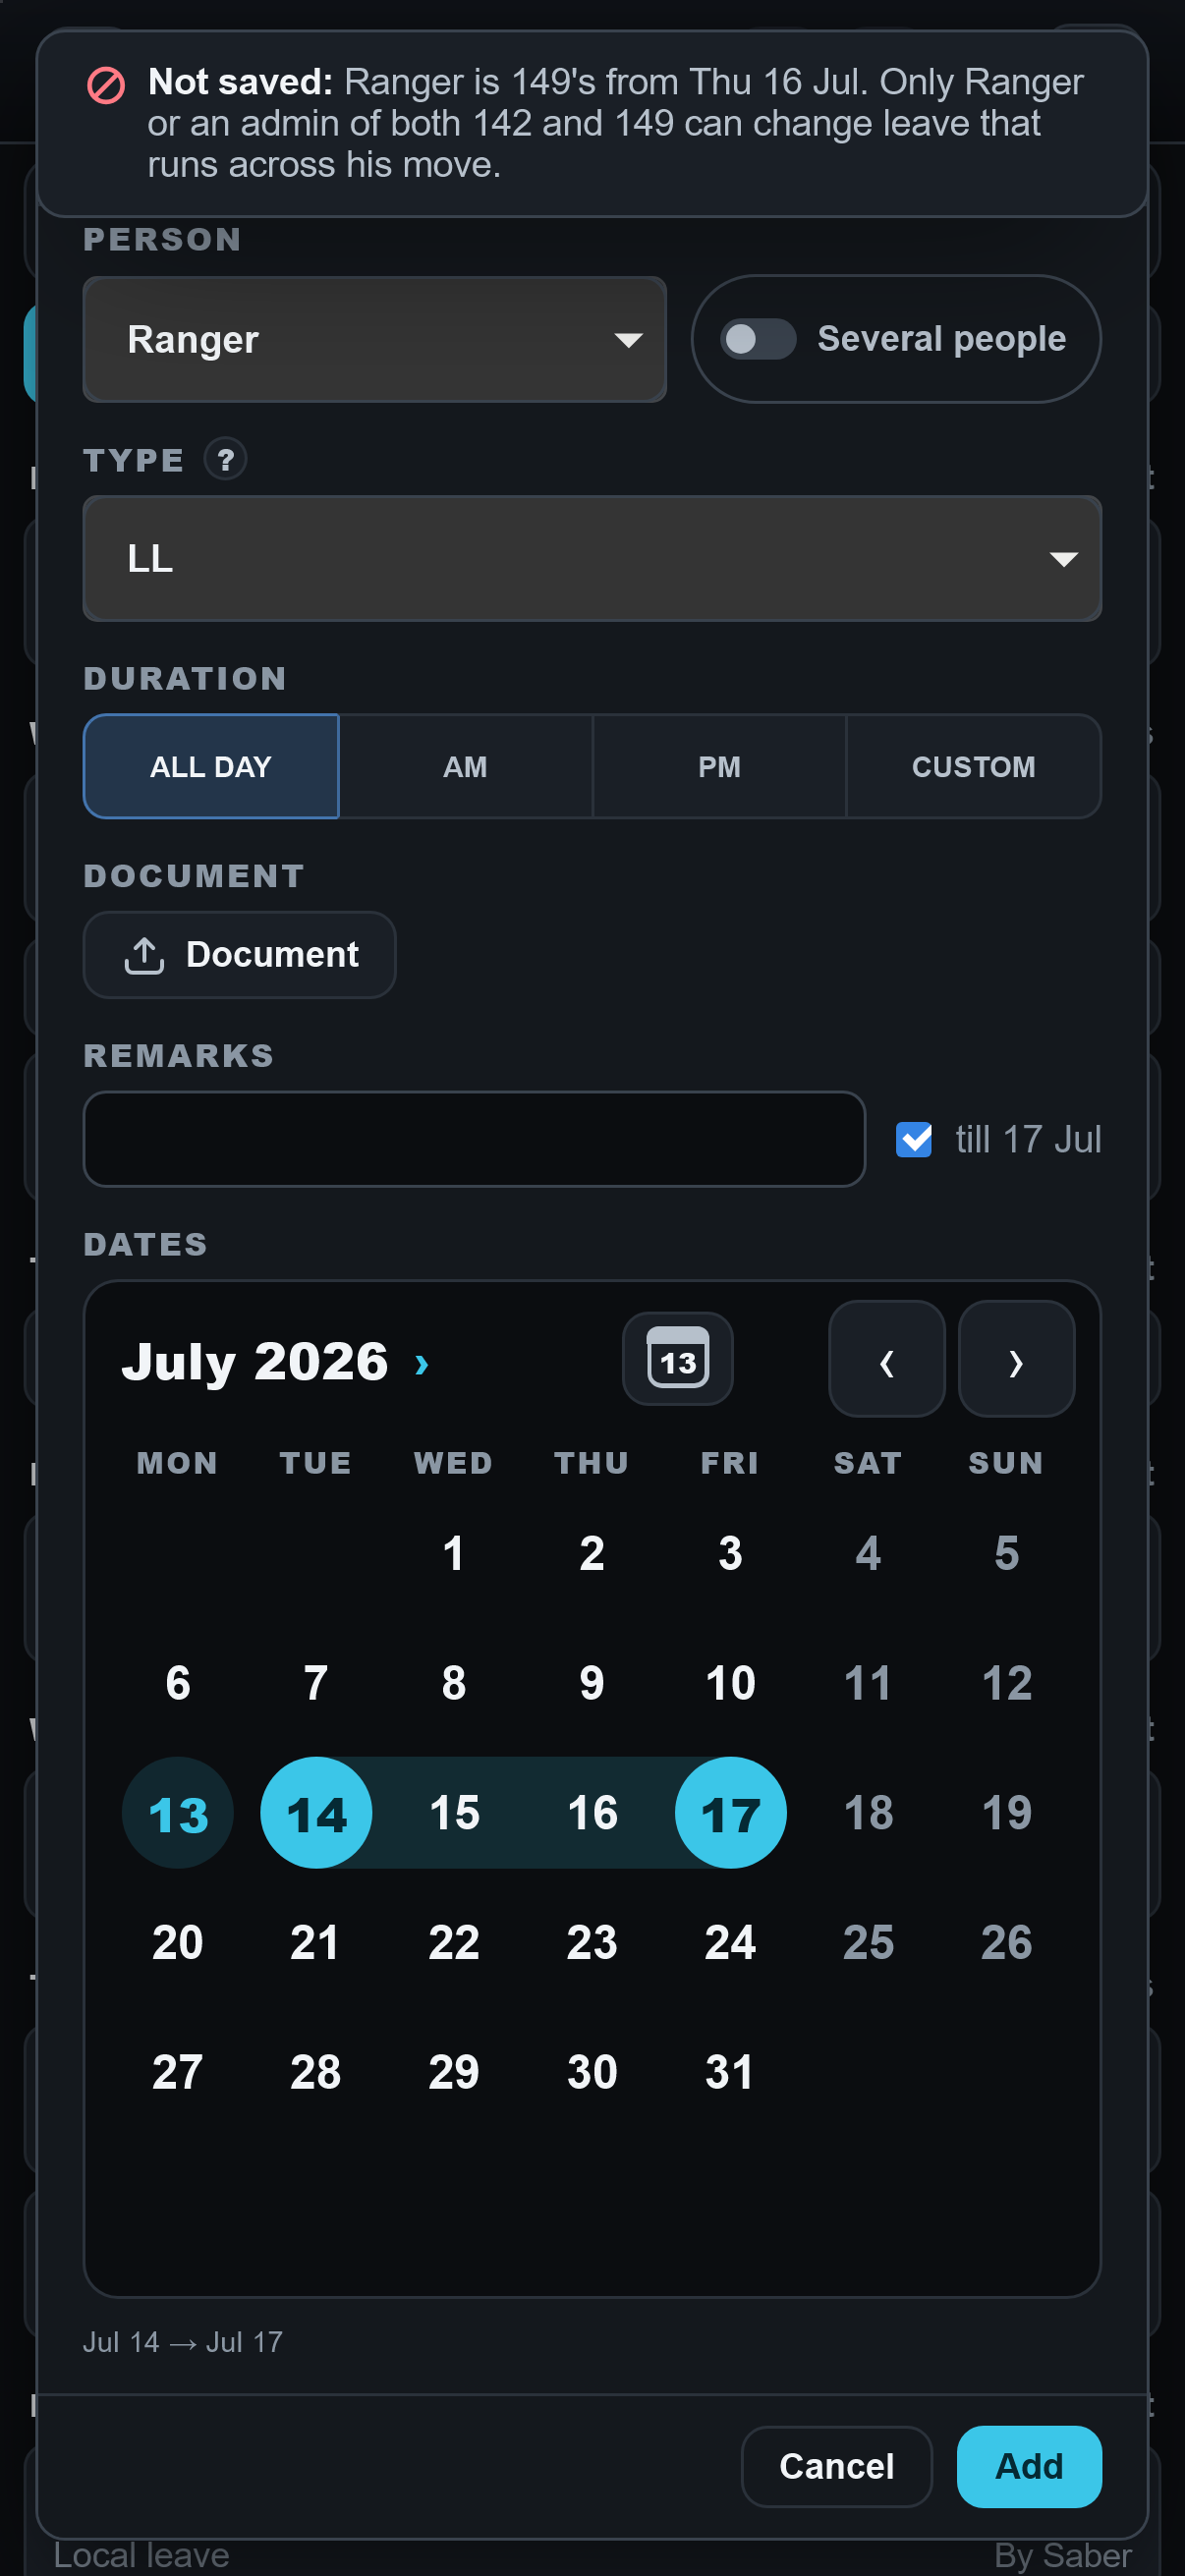 Not saved: Ranger is 149's from Thu 16 Jul. Only Ranger
or an admin of both 142 and 149 can change leave that
runs across his move.
PERSON
Ranger
Several people
TYPE ?
LL
DURATION
ALL DAY AM PM CUSTOM
DOCUMENT
Document
REMARKS
till 17 Jul
DATES
July 2026 › 13 ‹ ›
MON TUE WED THU FRI SAT SUN
1 2 3 4 5
6 7 8 9 10 11 12
13 14 15 16 17 18 19
20 21 22 23 24 25 26
27 28 29 30 31
Jul 14 → Jul 17
Cancel Add
Local leave By Saber